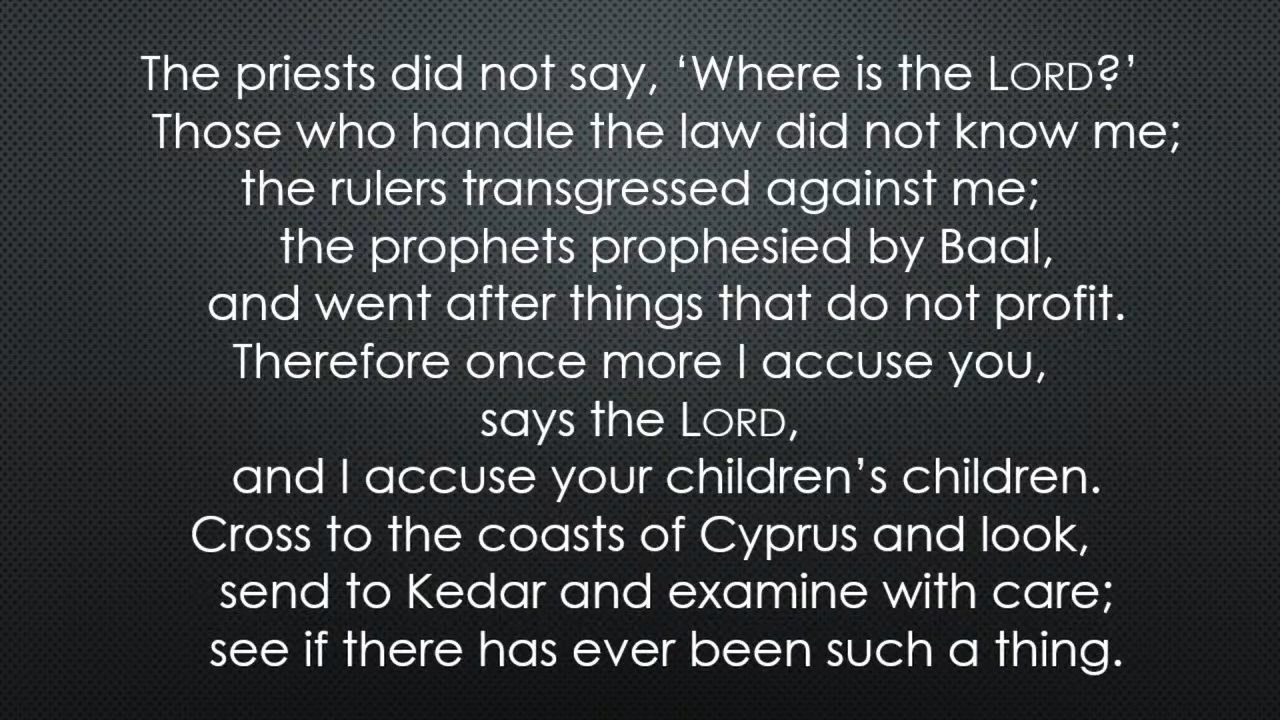 The priests did not say, ‘Where is the LORD?’
Those who handle the law did not know me;
the rulers transgressed against me;
the prophets prophesied by Baal,
and went after things that do not profit.
Therefore once more I accuse you,
says the LORD,
and I accuse your children’s children.
Cross to the coasts of Cyprus and look,
send to Kedar and examine with care;
see if there has ever been such a thing.